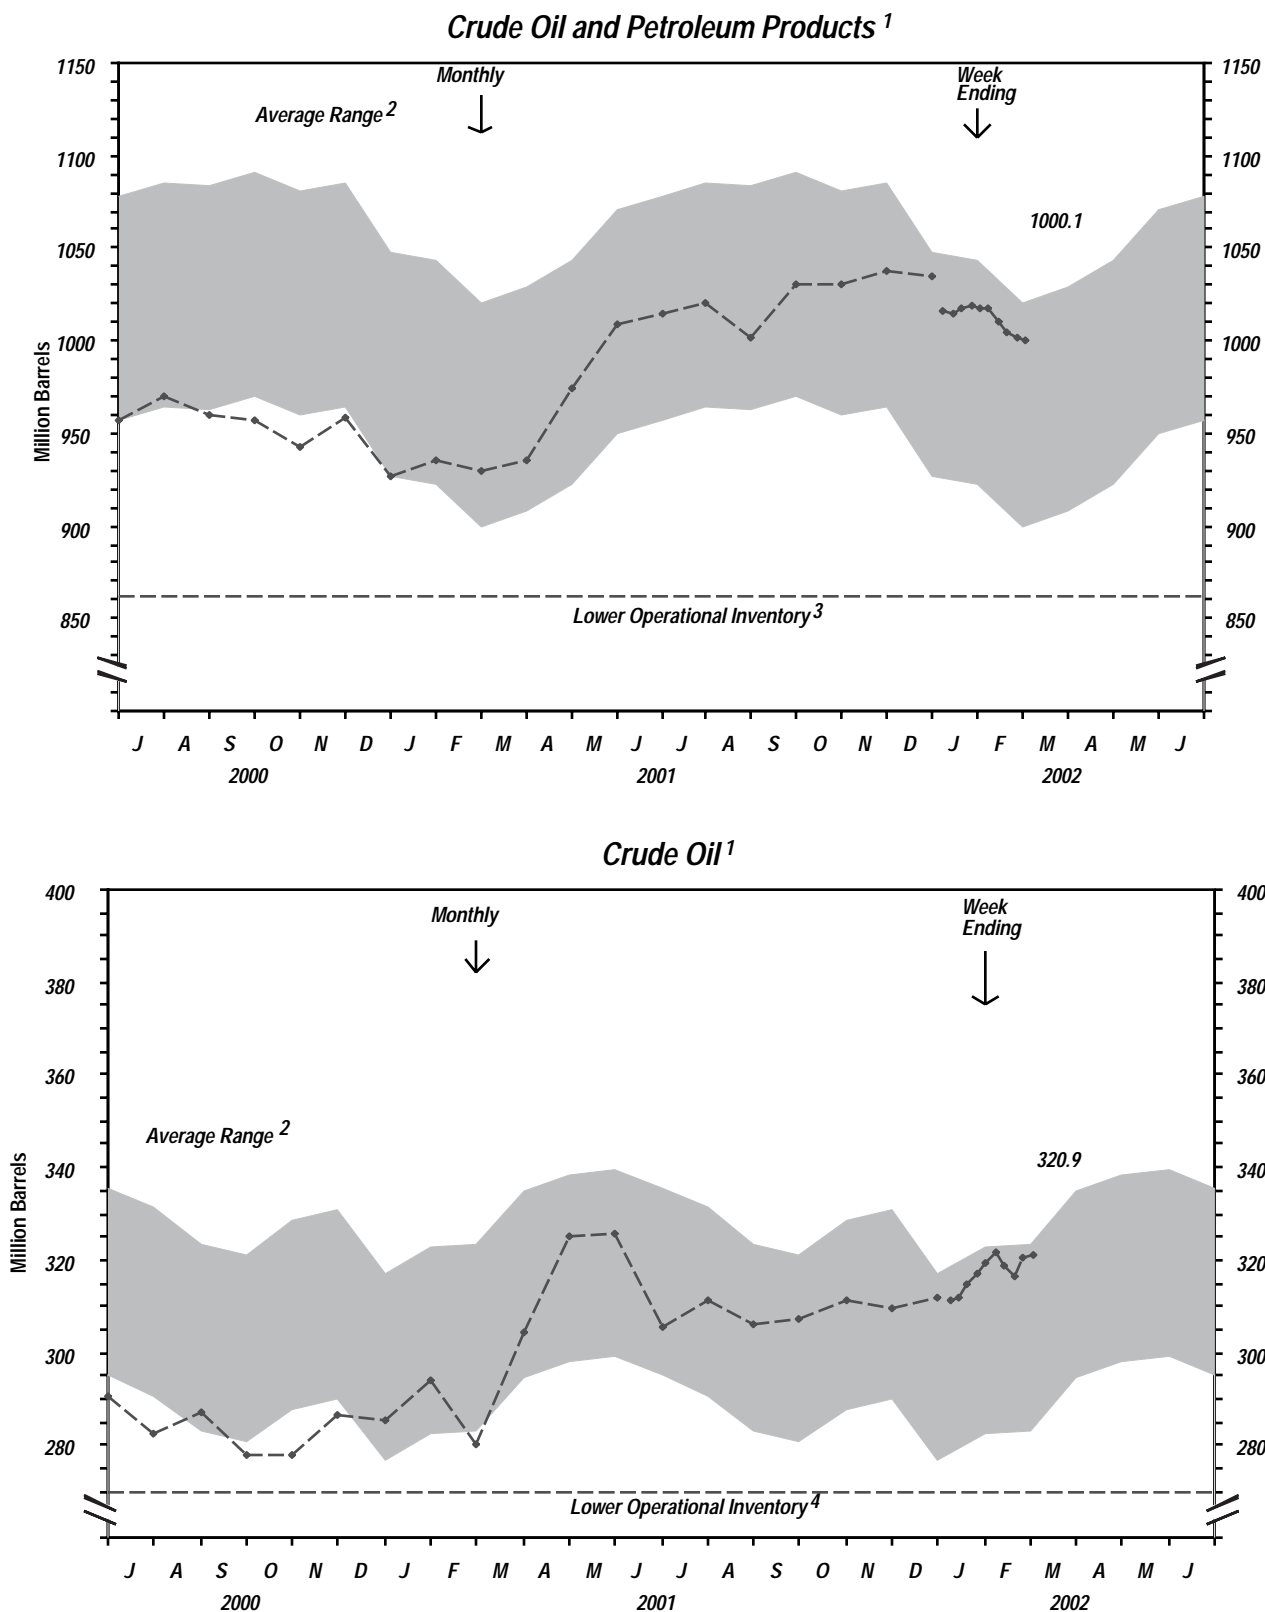 Crude Oil and Petroleum Products 1
1150 Monthly Week 1150
Ending
Average Range 2
1100 1100
1050 1000.1 1050
1000 1000
Million Barrels
950 950
900 900
Lower Operational Inventory 3
850 850
J A S O N D J F M A M J J A S O N D J F M A M J
2000 2001 2002
Crude Oil 1
400 400
Monthly Week
Ending
380 380
360 360
Average Range 2
340 320.9 340
Million Barrels
320 320
300 300
280 280
Lower Operational Inventory 4
J A S O N D J F M A M J J A S O N D J F M A M J
2000 2001 2002